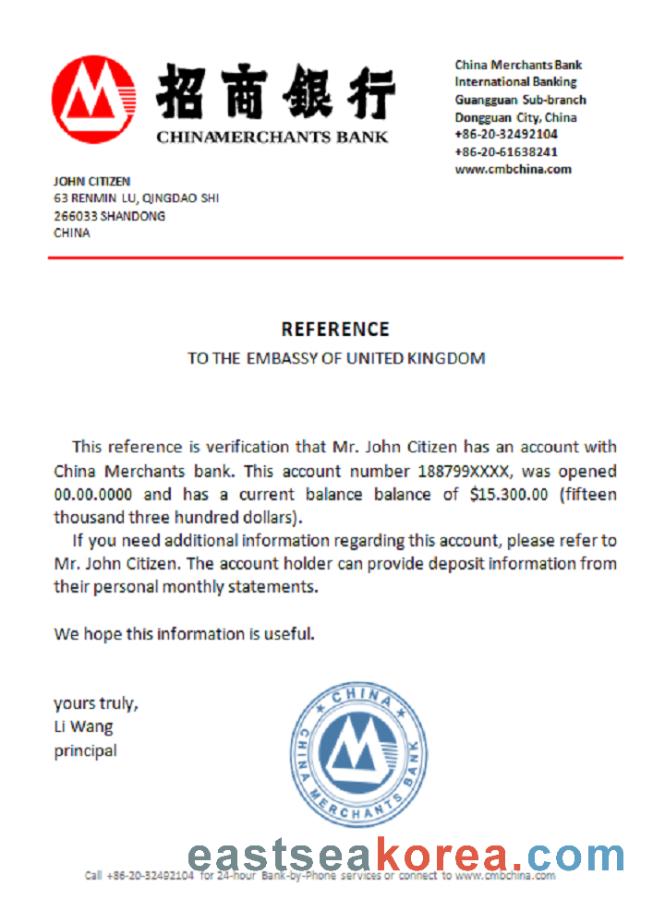 招商銀行
CHINAMERCHANTS BANK
China Merchants Bank
International Banking
Guangguan Sub-branch
Dongguan City, China
+86-20-32492104
+86-20-61638241
www.cmbchina.com
JOHN CITIZEN
63 RENMIN LU, QINGDAO SHI
266033 SHANDONG
CHINA
REFERENCE
TO THE EMBASSY OF UNITED KINGDOM
This reference is verification that Mr. John Citizen has an account with
China Merchants bank. This account number 188799XXXX, was opened
00.00.0000 and has a current balance balance of $15.300.00 (fifteen
thousand three hundred dollars).
If you need additional information regarding this account, please refer to
Mr. John Citizen. The account holder can provide deposit information from
their personal monthly statements.
We hope this information is useful.
yours truly,
Li Wang
principal
CHINA
CHINA MERCHANTS BANK
eastseakorea.com
Call +86-20-32492104 for 24-hour Bank-by-Phone services or connect to www.cmbchina.com